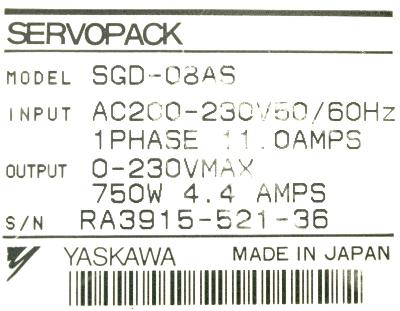 SERVOPACK
MODEL SGD-08AS
INPUT AC200-230V50/60Hz
1PHASE 11.0AMPS
OUTPUT 0-230VMAX
750W 4.4 AMPS
S/N RA3915-521-36
YASKAWA MADE IN JAPAN